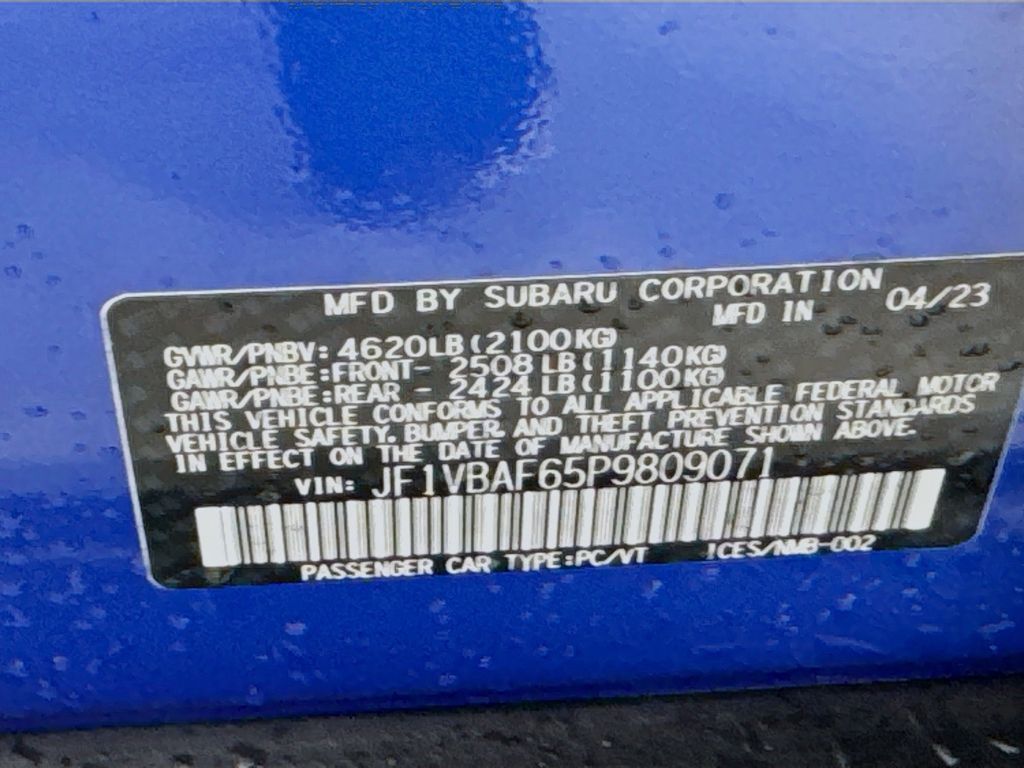 MFD BY SUBARU CORPORATION
MFD IN 04/23
GVWR/PNBV: 4620LB(2100KG)
GAWR/PNBE:FRONT- 2508 LB(1140KG)
GAWR/PNBE:REAR - 2424 LB(1100KG)
THIS VEHICLE CONFORMS TO ALL APPLICABLE FEDERAL MOTOR
VEHICLE SAFETY, BUMPER, AND THEFT PREVENTION STANDARDS
IN EFFECT ON THE DATE OF MANUFACTURE SHOWN ABOVE.
VIN: JF1VBAF65P9809071
PASSENGER CAR TYPE:PC/VT ICES/NMB-002